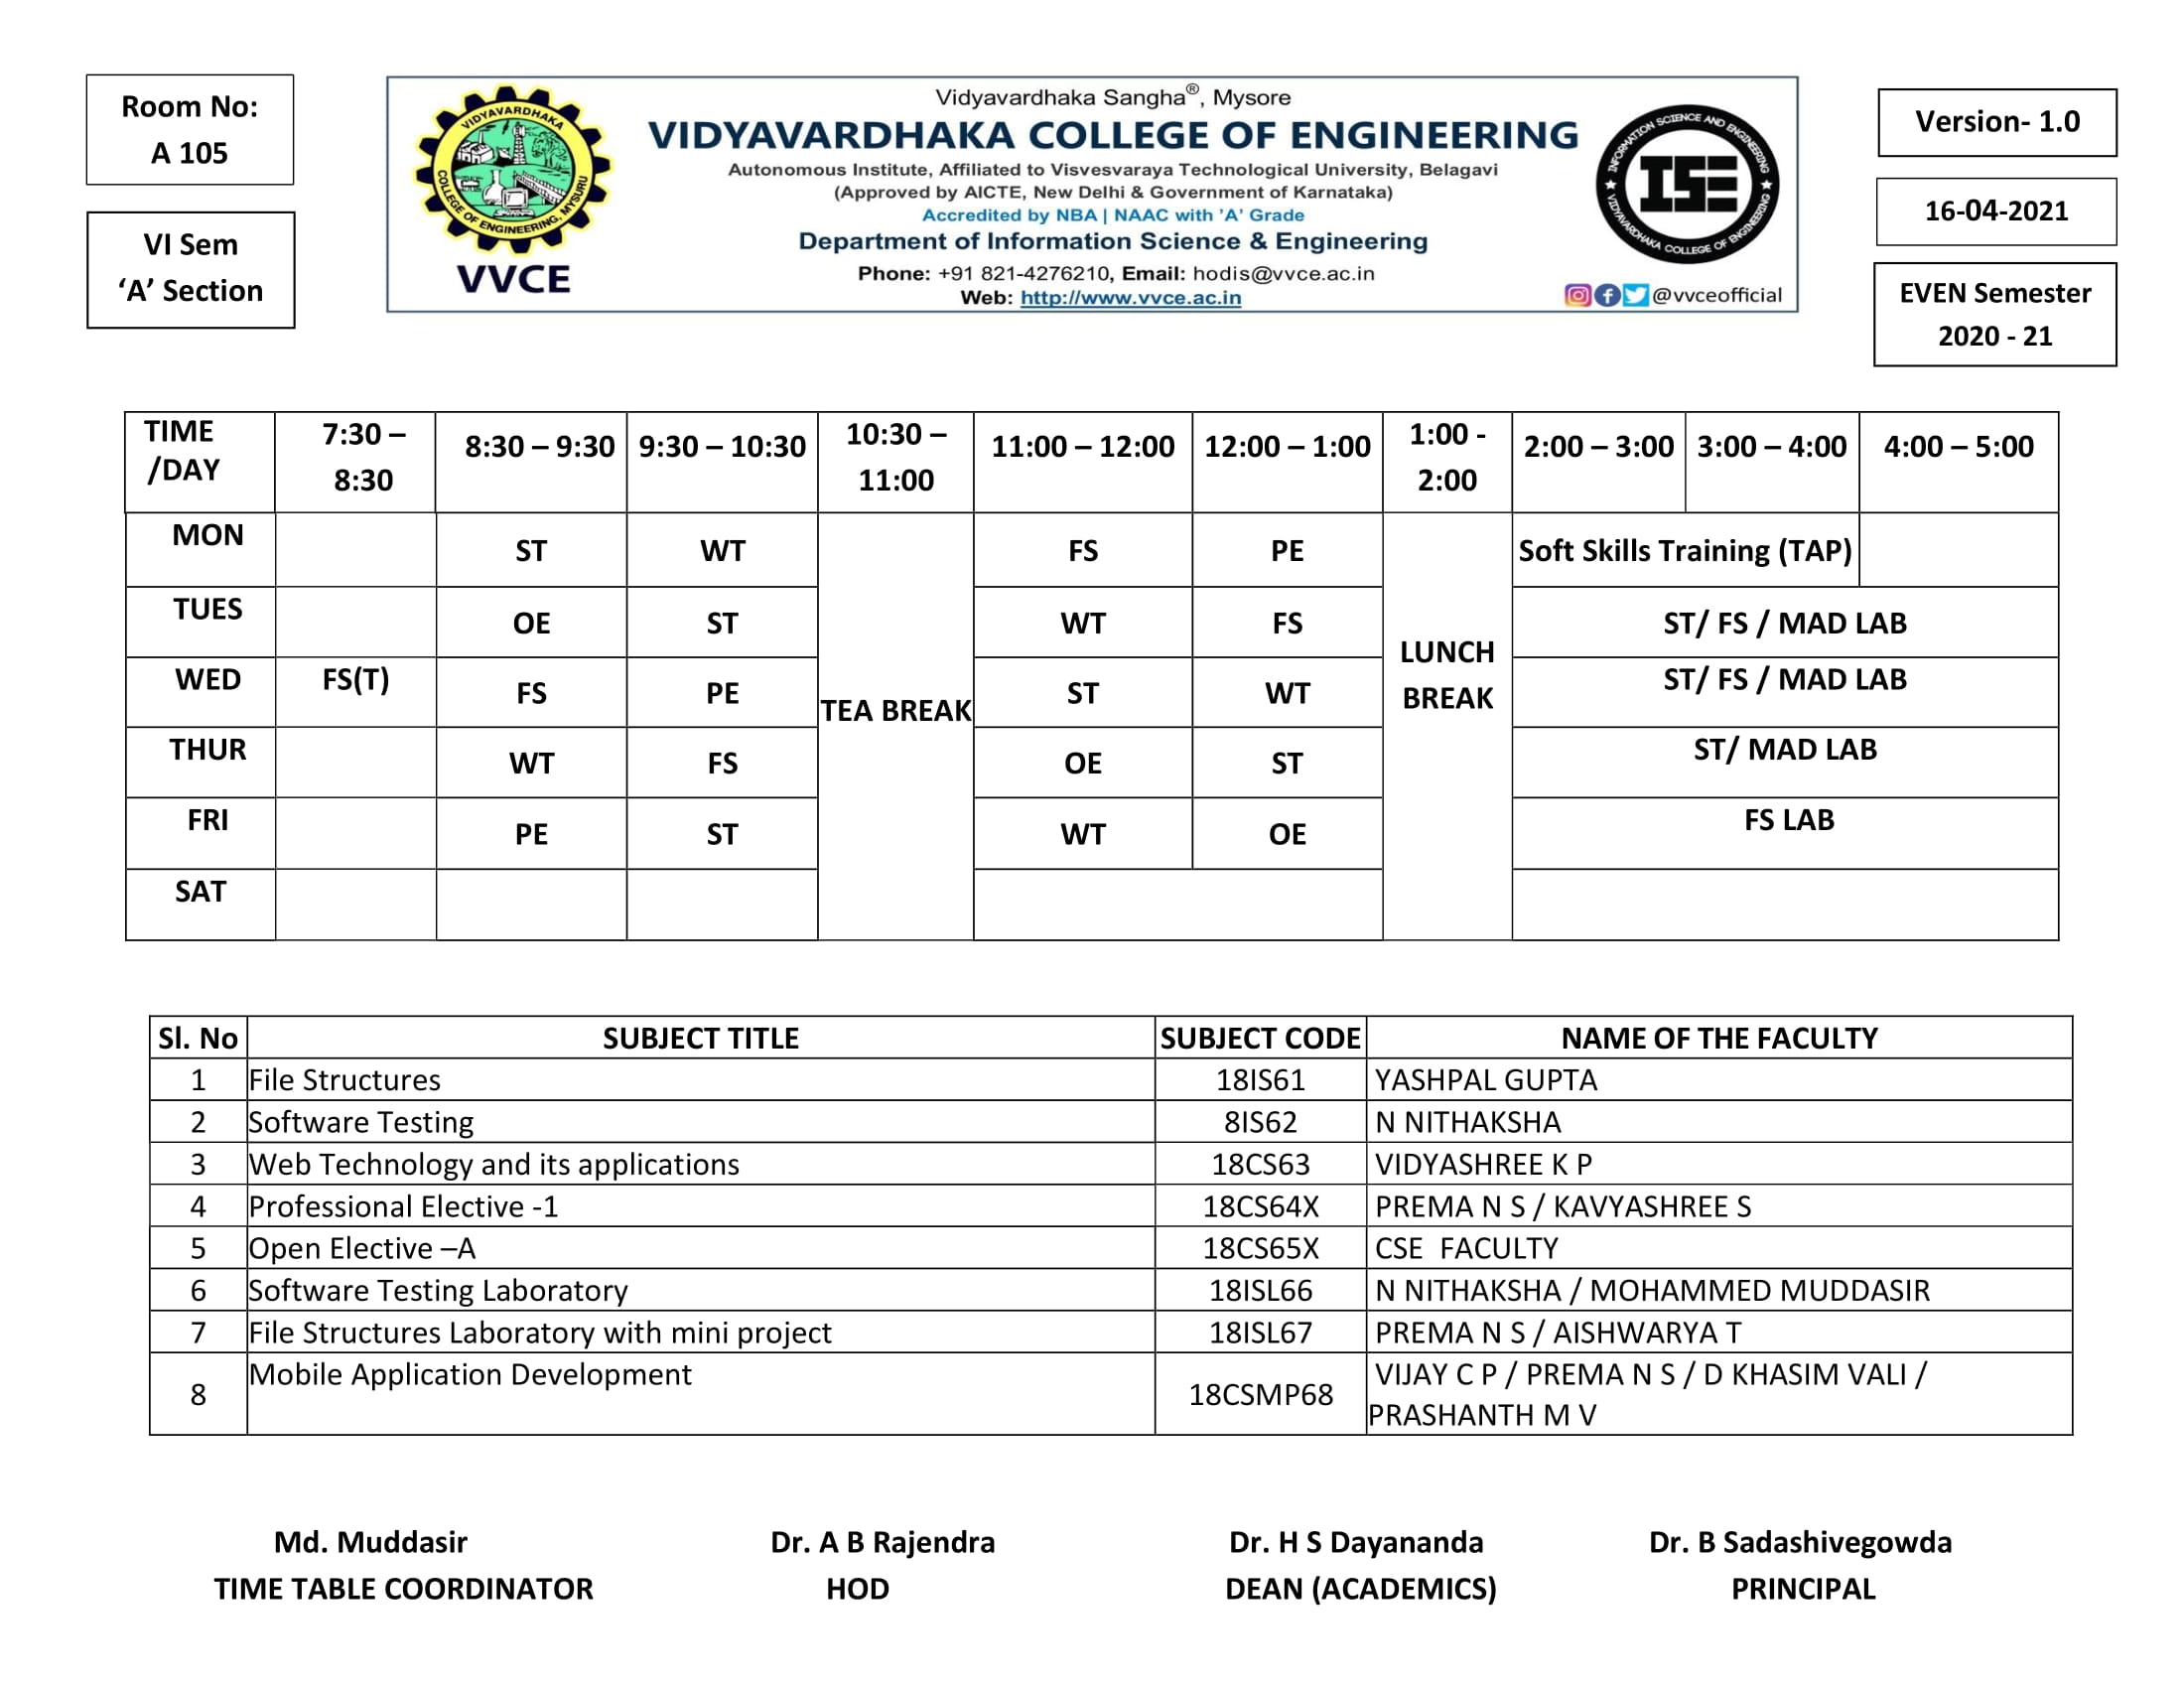 Room No:
A 105
VI Sem
‘A’ Section
VIDYAVARDHAKA
COLLEGE OF ENGINEERING, MYSURU
VVCE
Vidyavardhaka Sangha®, Mysore
VIDYAVARDHAKA COLLEGE OF ENGINEERING
Autonomous Institute, Affiliated to Visvesvaraya Technological University, Belagavi
(Approved by AICTE, New Delhi & Government of Karnataka)
Accredited by NBA | NAAC with 'A' Grade
Department of Information Science & Engineering
Phone: +91 821-4276210, Email: hodis@vvce.ac.in
Web: http://www.vvce.ac.in
INFORMATION SCIENCE AND ENGINEERING
ISE
VIDYAVARDHAKA COLLEGE OF ENGINEERING
@vvceofficial
Version- 1.0
16-04-2021
EVEN Semester
2020 - 21
TIME /DAY 7:30 – 8:30 8:30 – 9:30 9:30 – 10:30 10:30 – 11:00 11:00 – 12:00 12:00 – 1:00 1:00 - 2:00 2:00 – 3:00 3:00 – 4:00 4:00 – 5:00
MON ST WT FS PE Soft Skills Training (TAP)
TUES OE ST WT FS ST/ FS / MAD LAB
WED FS(T) FS PE ST WT ST/ FS / MAD LAB
TEA BREAK
LUNCH BREAK
THUR WT FS OE ST ST/ MAD LAB
FRI PE ST WT OE FS LAB
SAT
Sl. No SUBJECT TITLE SUBJECT CODE NAME OF THE FACULTY
1 File Structures 18IS61 YASHPAL GUPTA
2 Software Testing 8IS62 N NITHAKSHA
3 Web Technology and its applications 18CS63 VIDYASHREE K P
4 Professional Elective -1 18CS64X PREMA N S / KAVYASHREE S
5 Open Elective –A 18CS65X CSE FACULTY
6 Software Testing Laboratory 18ISL66 N NITHAKSHA / MOHAMMED MUDDASIR
7 File Structures Laboratory with mini project 18ISL67 PREMA N S / AISHWARYA T
8 Mobile Application Development 18CSMP68 VIJAY C P / PREMA N S / D KHASIM VALI /
PRASHANTH M V
Md. Muddasir Dr. A B Rajendra Dr. H S Dayananda Dr. B Sadashivegowda
TIME TABLE COORDINATOR HOD DEAN (ACADEMICS) PRINCIPAL